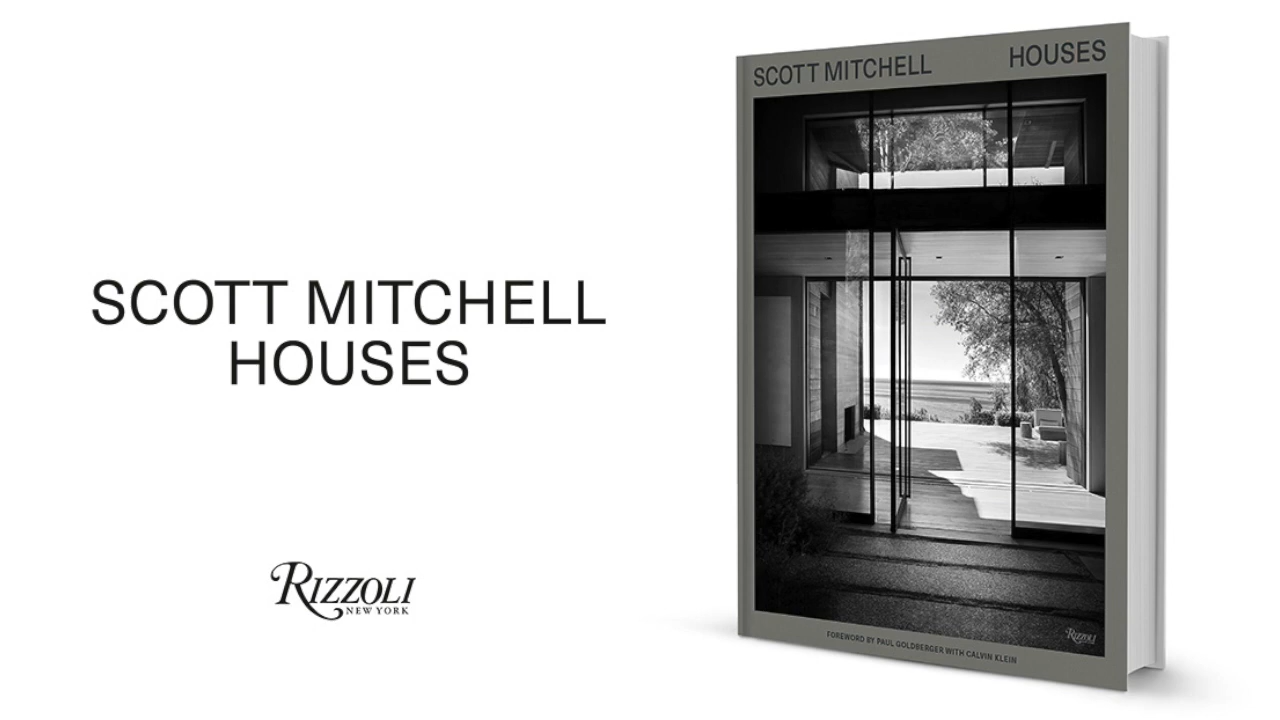 SCOTT MITCHELL
HOUSES
RIZZOLI
NEW YORK
SCOTT MITCHELL HOUSES
FOREWORD BY PAUL GOLDBERGER WITH CALVIN KLEIN
RIZZOLI